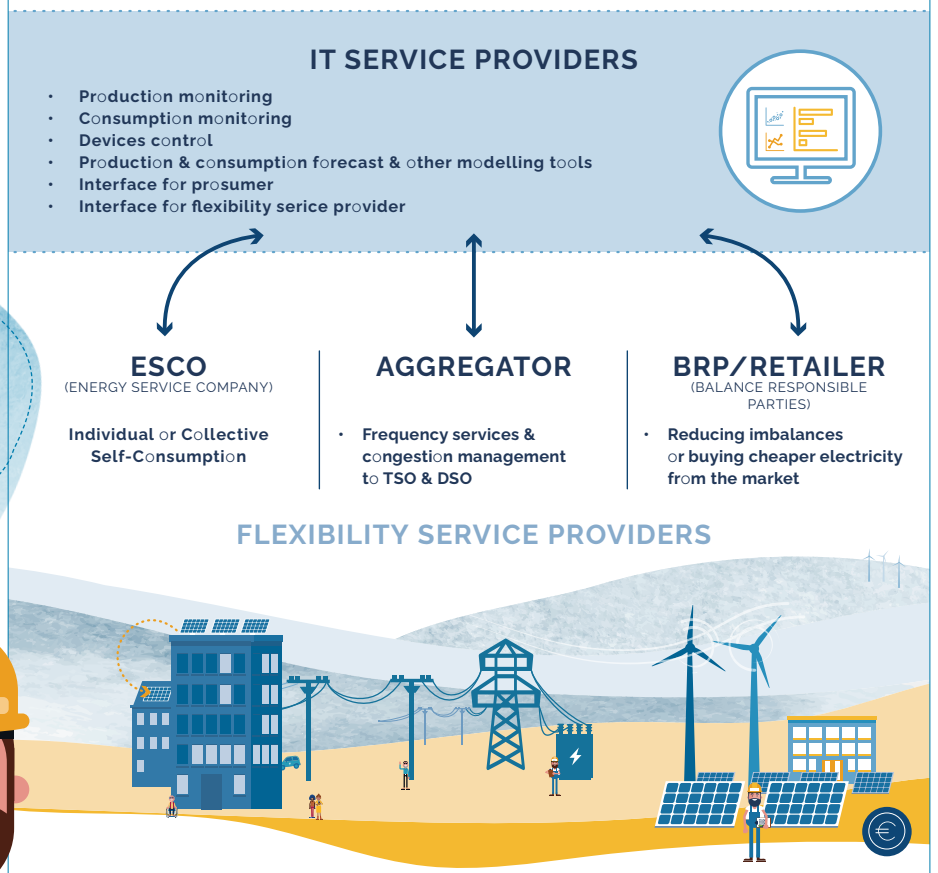 IT SERVICE PROVIDERS
• Production monitoring
• Consumption monitoring
• Devices control
• Production & consumption forecast & other modelling tools
• Interface for prosumer
• Interface for flexibility serice provider
ESCO
(ENERGY SERVICE COMPANY)
Individual or Collective
Self-Consumption
AGGREGATOR
• Frequency services &
congestion management
to TSO & DSO
BRP/RETAILER
(BALANCE RESPONSIBLE
PARTIES)
• Reducing imbalances
or buying cheaper electricity
from the market
FLEXIBILITY SERVICE PROVIDERS
€